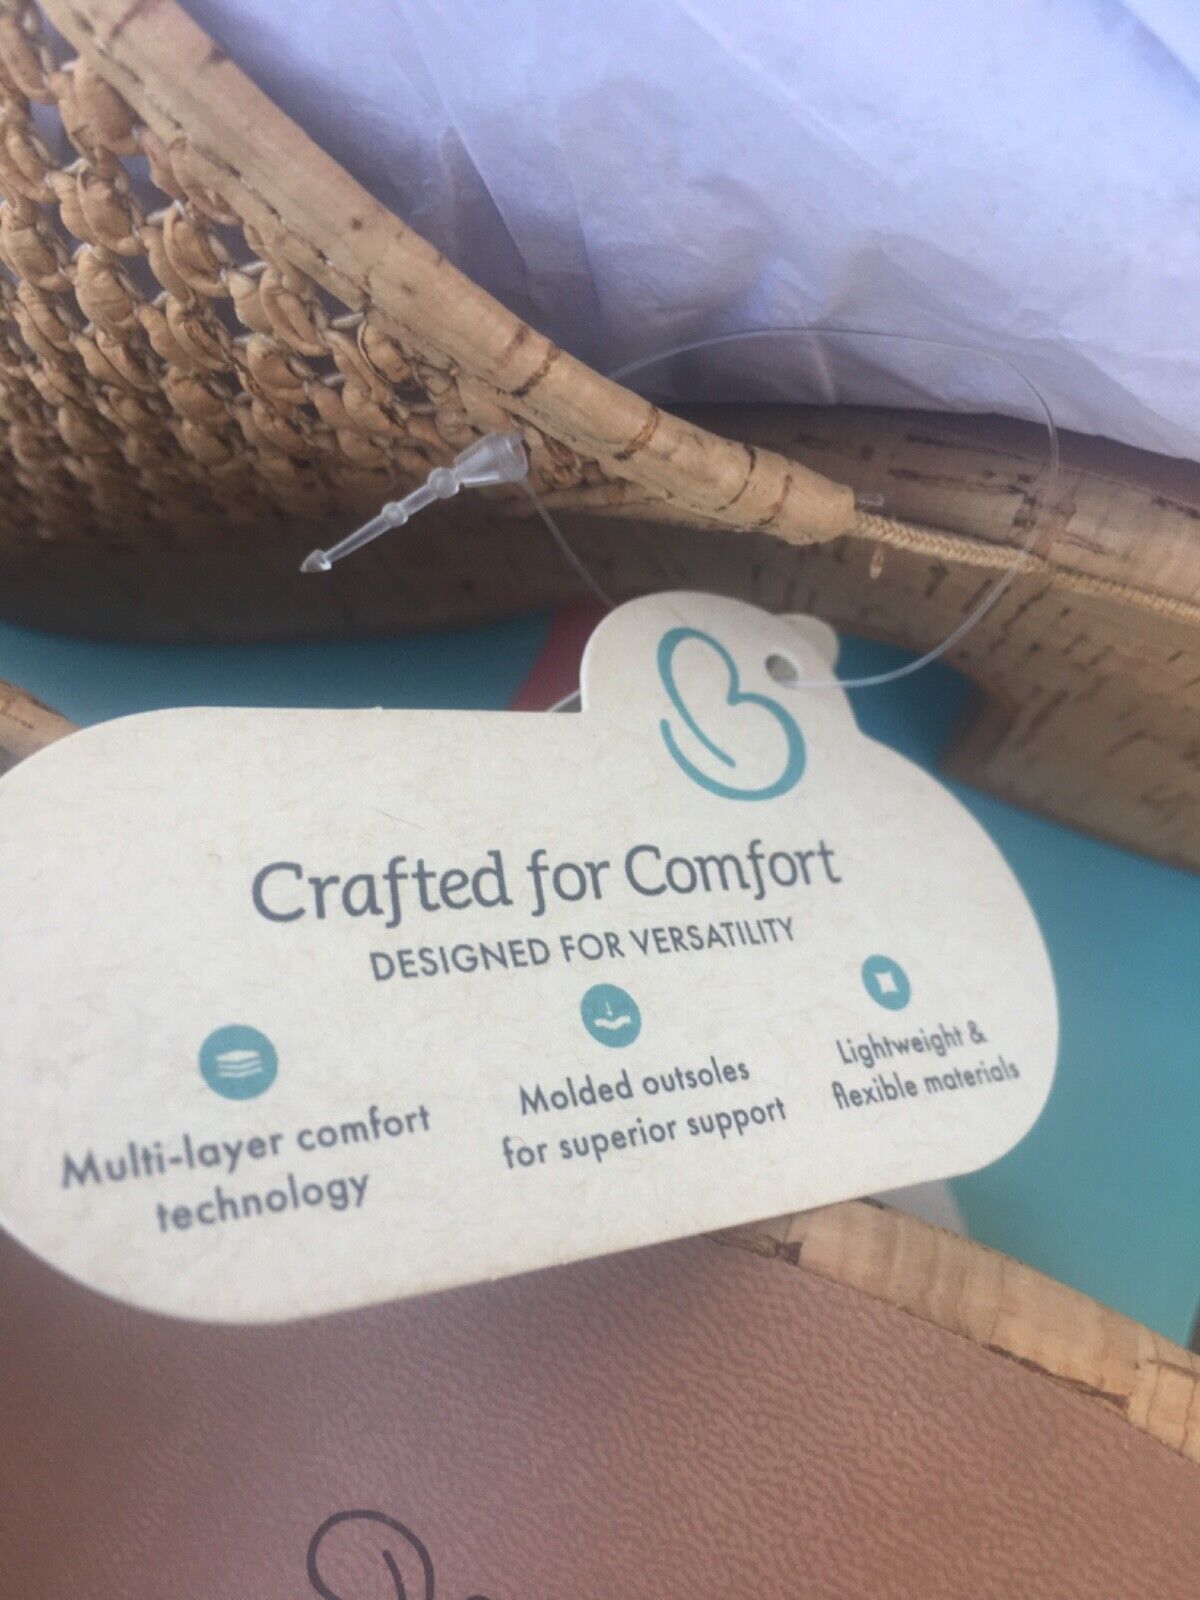 B
Crafted for Comfort
DESIGNED FOR VERSATILITY
Multi-layer comfort
technology
Molded outsoles
for superior support
Lightweight &
flexible materials